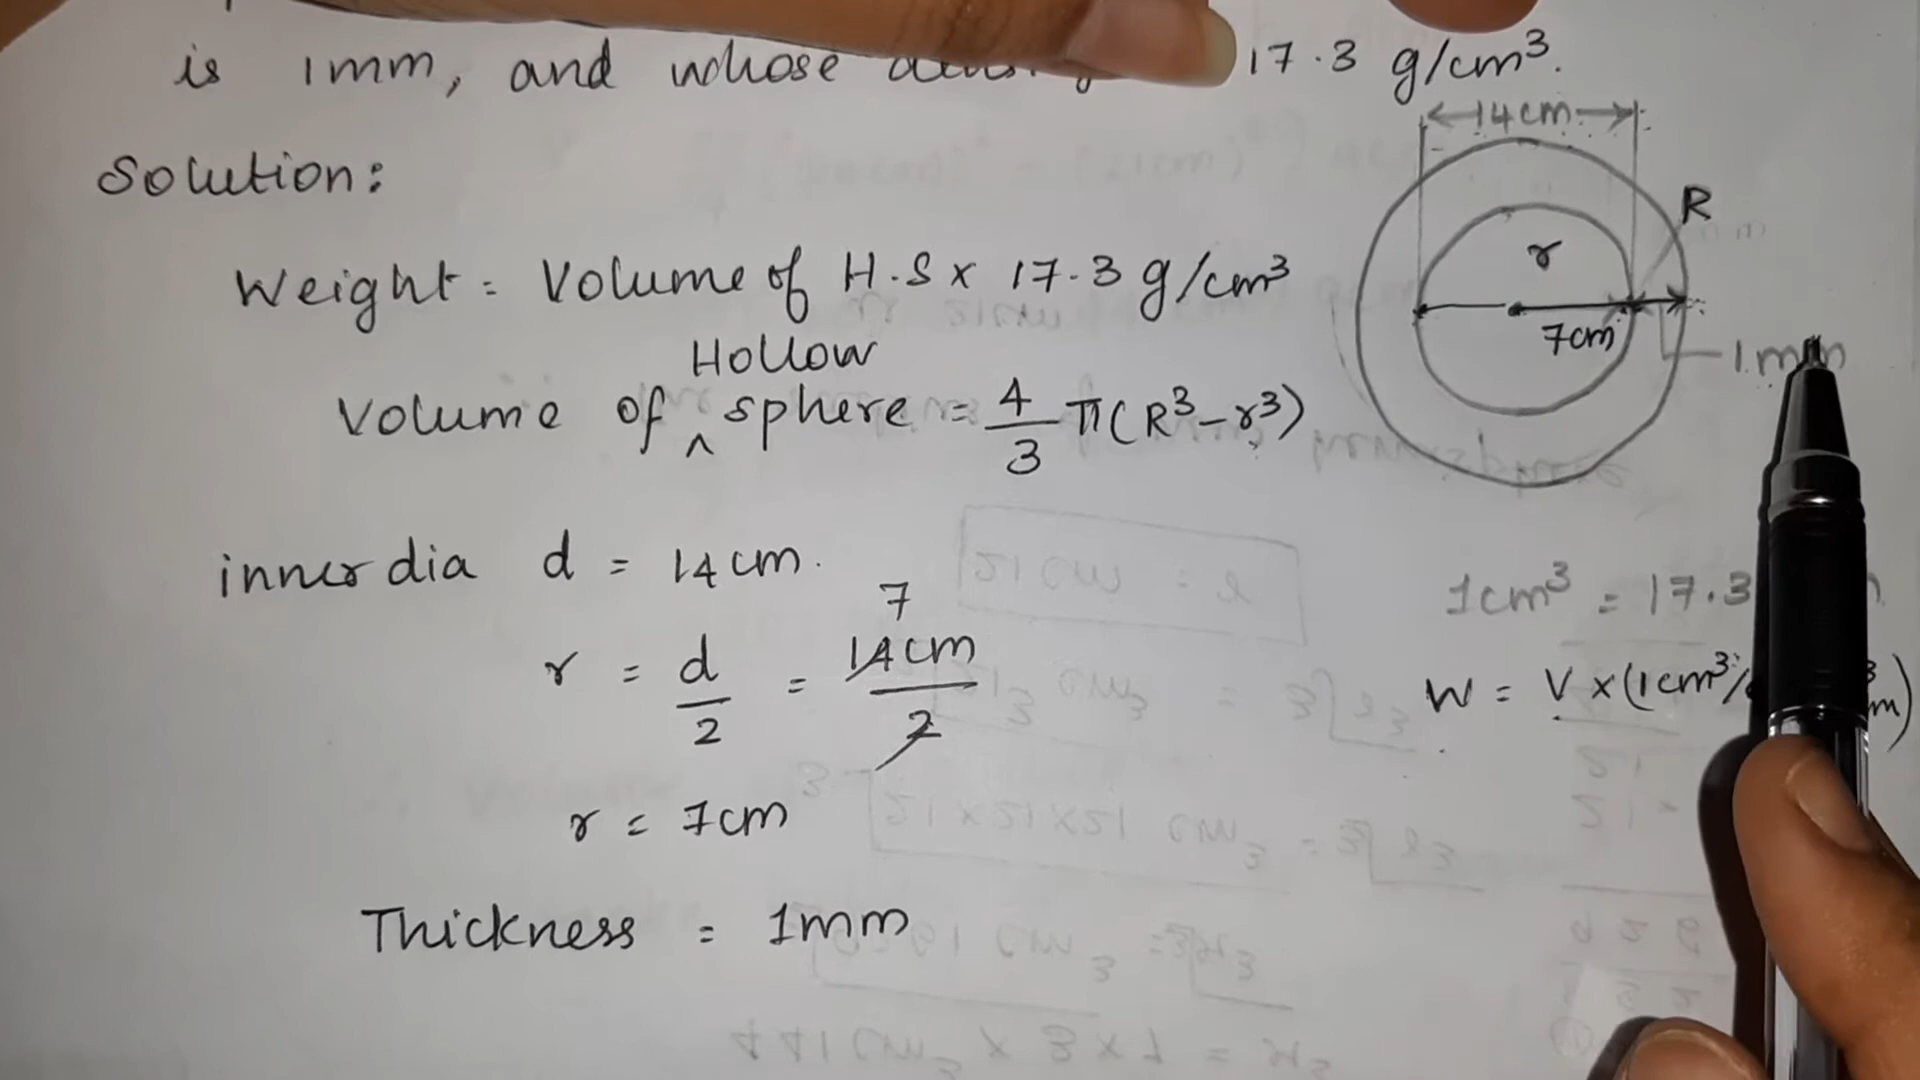 is 1mm, and whose 17.3 g/cm³.
14cm
Solution:
R
r
Weight = Volume of H.S x 17.3 g/cm³
7cm
Hollow
Volume of ^ sphere = 4/3 π(R³-r³)
inner dia d = 14cm.
7
1cm³ = 17.3
r = d/2 = 14cm/2
W = V x (1cm³/
r = 7cm
Thickness = 1mm